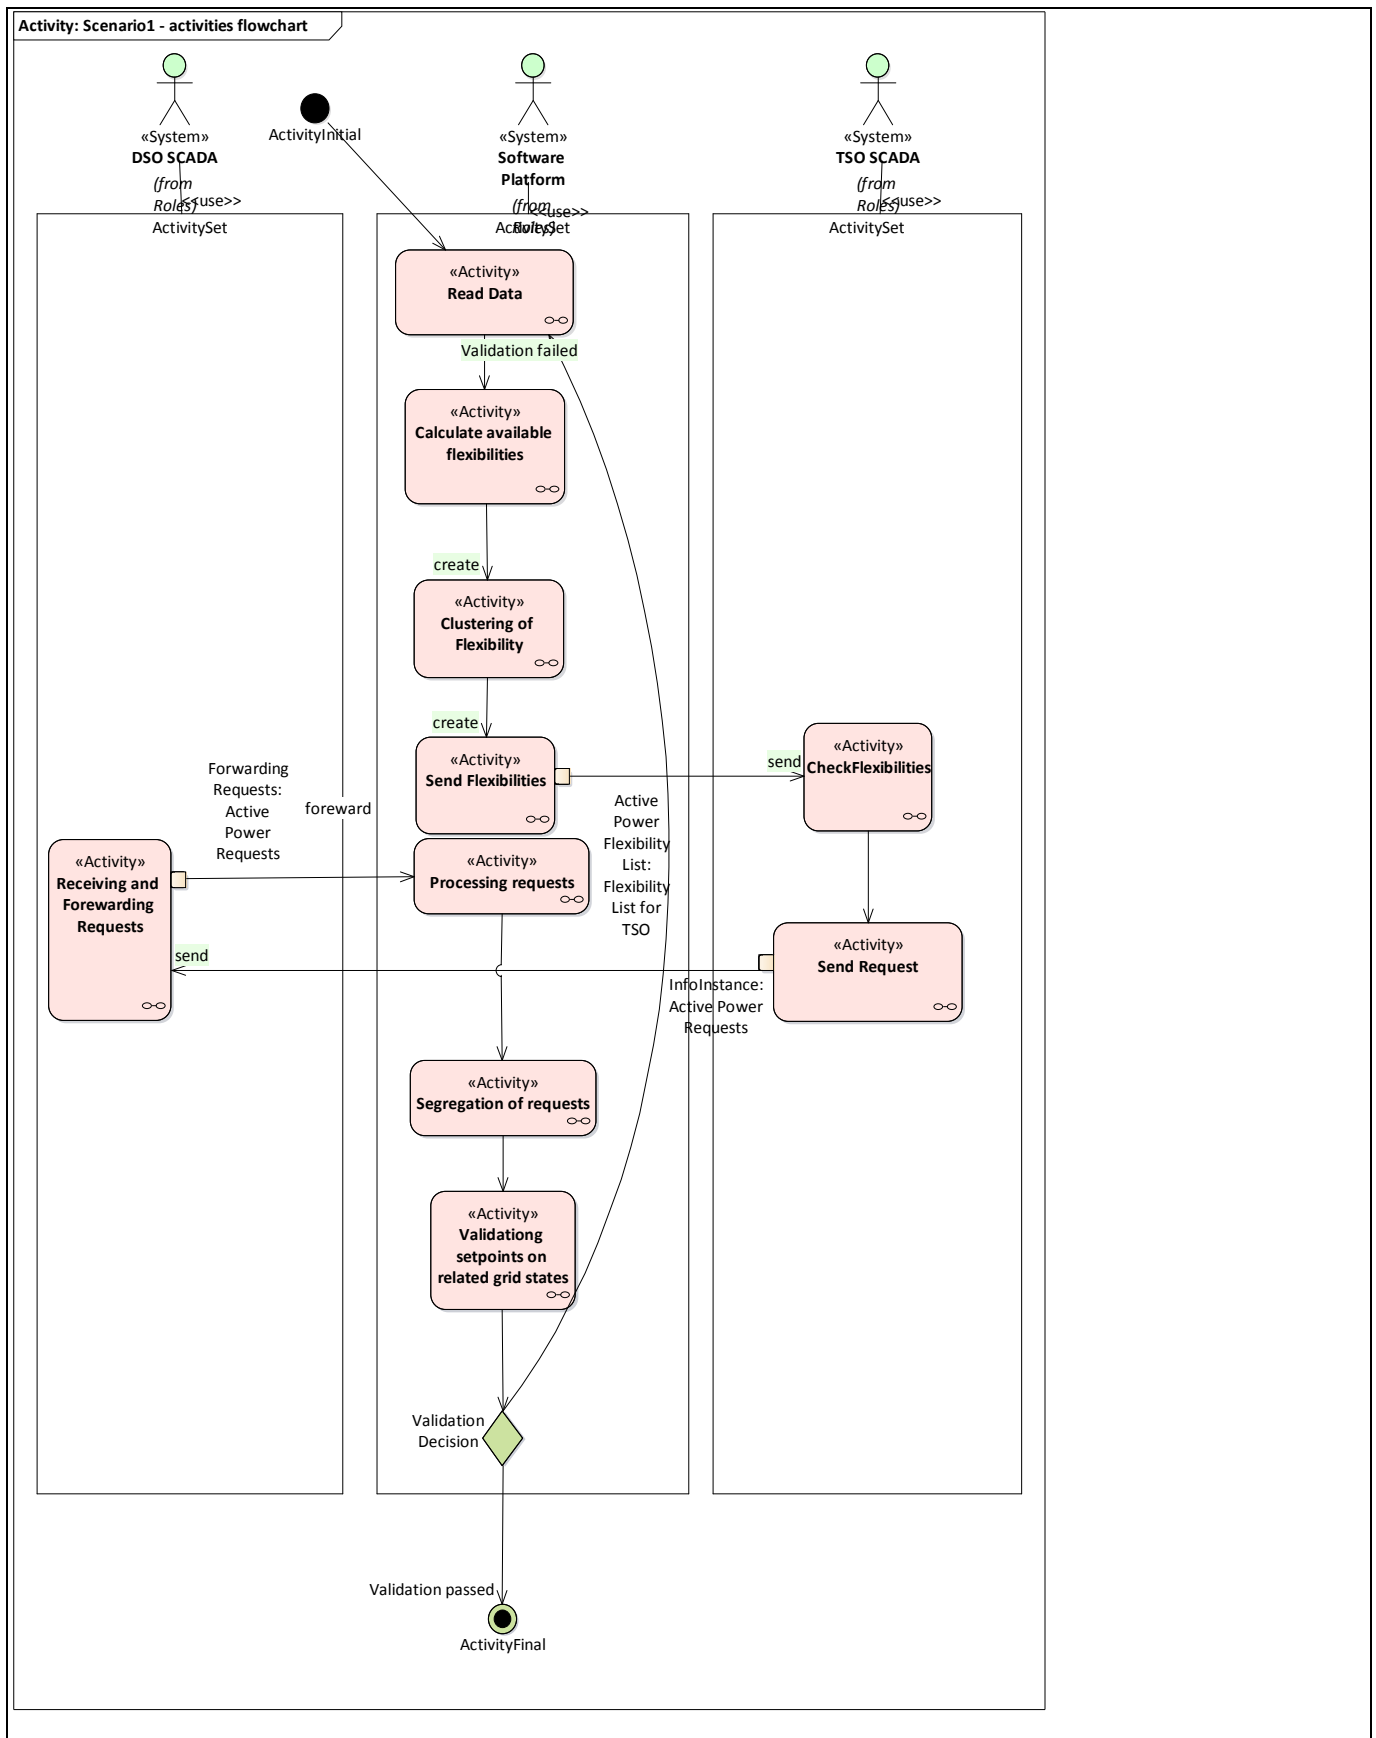 Activity: Scenario1 - activities flowchart
«System»
DSO SCADA
(from
Roles)
<<use>>
ActivitySet
ActivityInitial
«System»
Software
Platform
(from
Roles)
<<use>>
ActivitySet
«System»
TSO SCADA
(from
Roles)
<<use>>
ActivitySet
«Activity»
Read Data
Validation failed
«Activity»
Calculate available
flexibilities
create
«Activity»
Clustering of
Flexibility
create
«Activity»
Send Flexibilities
send
«Activity»
CheckFlexibilities
Forwarding
Requests:
Active
Power
Requests
foreward
Active
Power
Flexibility
List:
Flexibility
List for
TSO
«Activity»
Receiving and
Forewarding
Requests
«Activity»
Processing requests
send
«Activity»
Send Request
InfoInstance:
Active Power
Requests
«Activity»
Segregation of requests
«Activity»
Validationg
setpoints on
related grid states
Validation
Decision
Validation passed
ActivityFinal